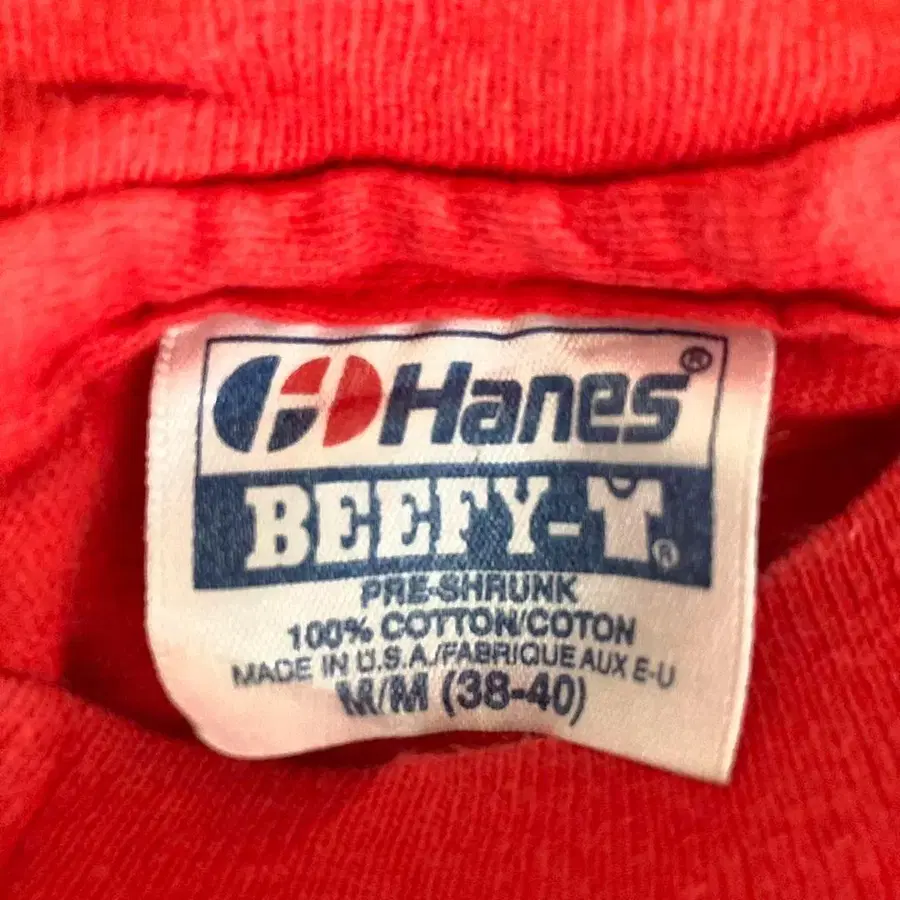 Hanes®
BEEFY-T®
PRE-SHRUNK
100% COTTON/COTON
MADE IN U.S.A./FABRIQUE AUX E-U
M/M (38-40)